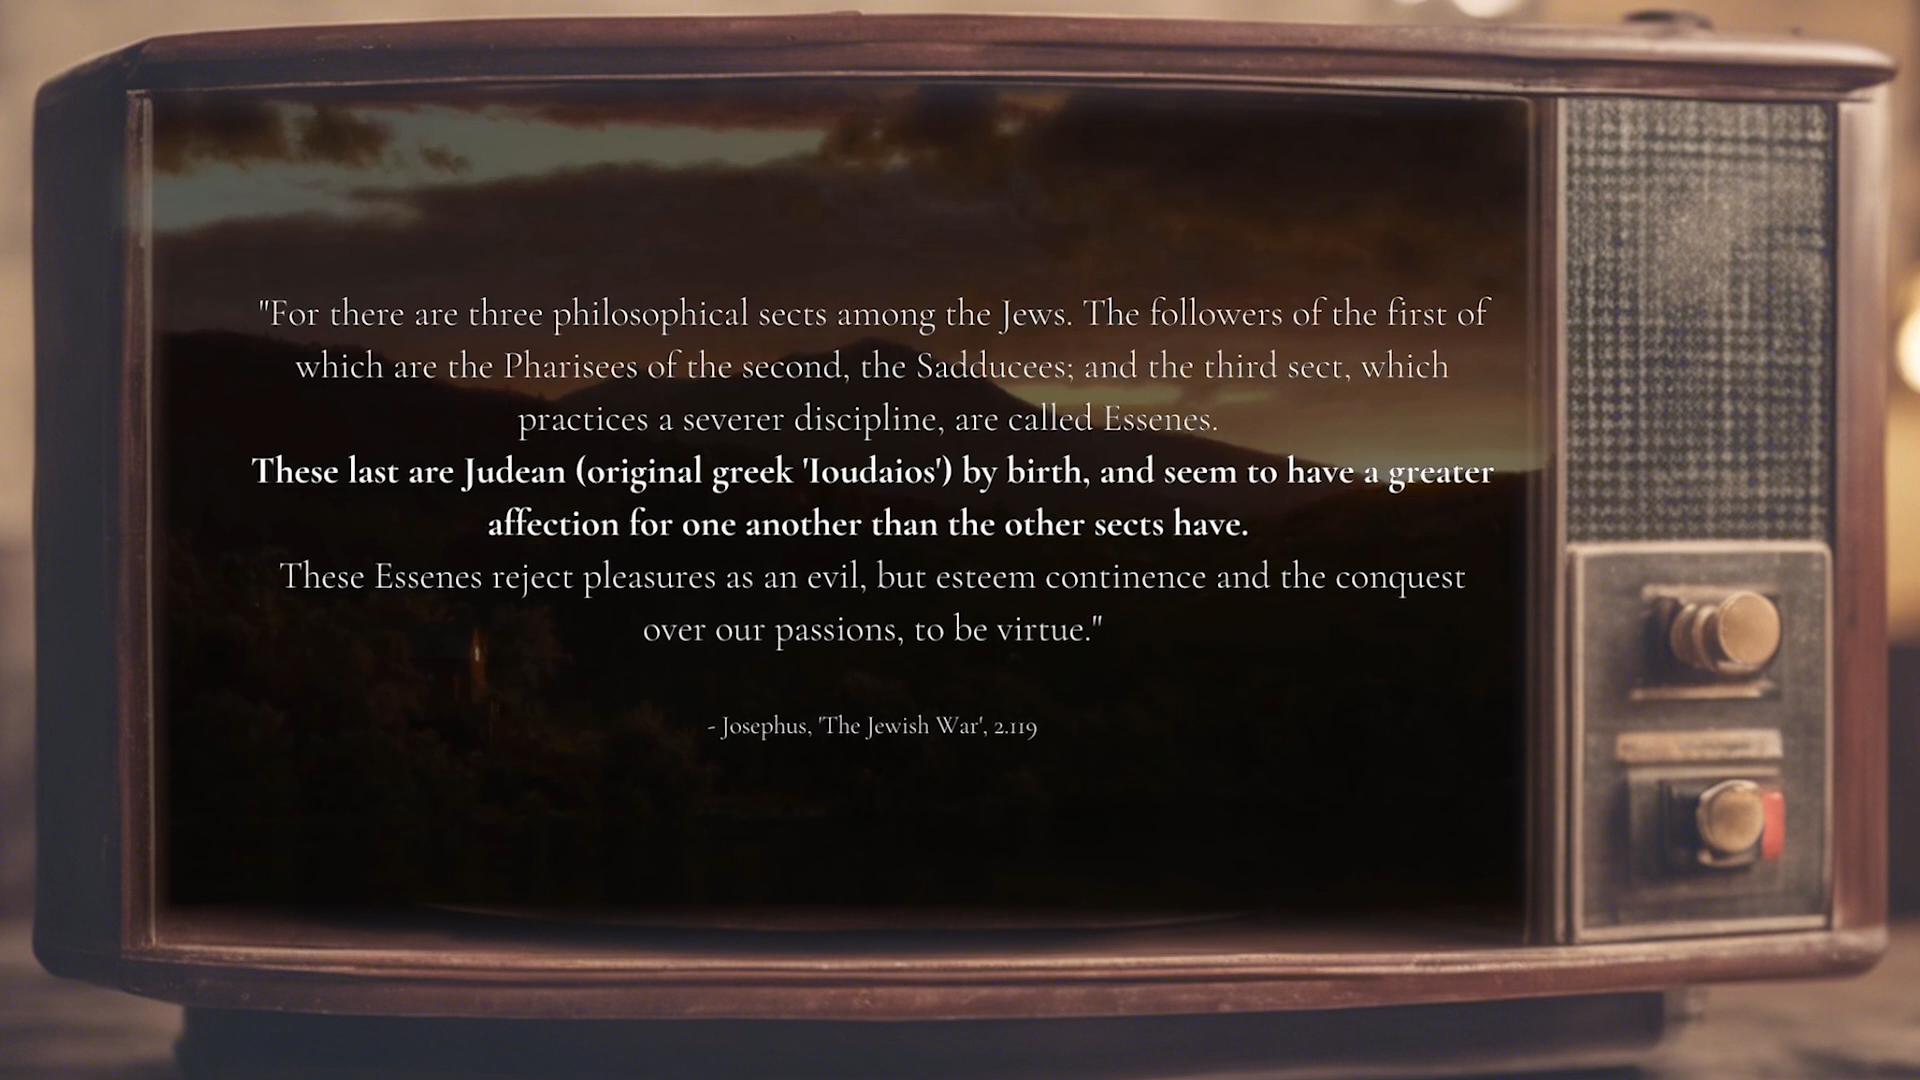 "For there are three philosophical sects among the Jews. The followers of the first of
which are the Pharisees of the second, the Sadducees; and the third sect, which
practices a severer discipline, are called Essenes.
These last are Judean (original greek 'Ioudaios') by birth, and seem to have a greater
affection for one another than the other sects have.
These Essenes reject pleasures as an evil, but esteem continence and the conquest
over our passions, to be virtue."
- Josephus, 'The Jewish War', 2.119